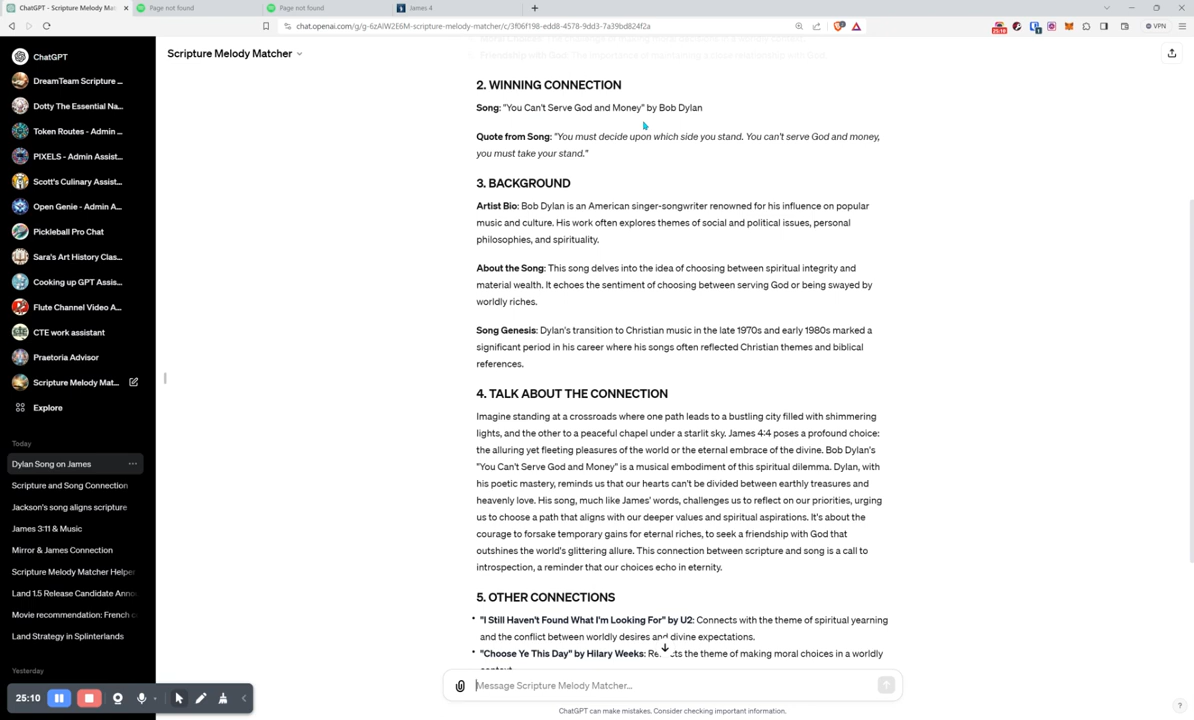 ChatGPT - Scripture Melody Mat
Page not found
Page not found
James 4
chat.openai.com/g/g-6zAlW2E6M-scripture-melody-matcher/c/3f06f198-edd8-4578-9dd3-7a39bd824f2a
25:10
VPN
ChatGPT
DreamTeam Scripture ...
Dotty The Essential Na...
Token Routes - Admin ...
PIXELS - Admin Assist...
Scott's Culinary Assist...
Open Genie - Admin A...
Pickleball Pro Chat
Sara's Art History Clas...
Cooking up GPT Assis...
Flute Channel Video A...
CTE work assistant
Praetoria Advisor
Scripture Melody Mat...
Explore
Today
Dylan Song on James
Scripture and Song Connection
Jackson's song aligns scripture
James 3:11 & Music
Mirror & James Connection
Scripture Melody Matcher Helper
Land 1.5 Release Candidate Anno
Movie recommendation: French c
Land Strategy in Splinterlands
Yesterday
25:10
Scripture Melody Matcher
Friendship with God: The importance of maintaining a close relationship with God.
2. WINNING CONNECTION
Song: "You Can't Serve God and Money" by Bob Dylan
Quote from Song: "You must decide upon which side you stand. You can't serve God and money,
you must take your stand."
3. BACKGROUND
Artist Bio: Bob Dylan is an American singer-songwriter renowned for his influence on popular
music and culture. His work often explores themes of social and political issues, personal
philosophies, and spirituality.
About the Song: This song delves into the idea of choosing between spiritual integrity and
material wealth. It echoes the sentiment of choosing between serving God or being swayed by
worldly riches.
Song Genesis: Dylan's transition to Christian music in the late 1970s and early 1980s marked a
significant period in his career where his songs often reflected Christian themes and biblical
references.
4. TALK ABOUT THE CONNECTION
Imagine standing at a crossroads where one path leads to a bustling city filled with shimmering
lights, and the other to a peaceful chapel under a starlit sky. James 4:4 poses a profound choice:
the alluring yet fleeting pleasures of the world or the eternal embrace of the divine. Bob Dylan's
"You Can't Serve God and Money" is a musical embodiment of this spiritual dilemma. Dylan, with
his poetic mastery, reminds us that our hearts can't be divided between earthly treasures and
heavenly love. His song, much like James' words, challenges us to reflect on our priorities, urging
us to choose a path that aligns with our deeper values and spiritual aspirations. It's about the
courage to forsake temporary gains for eternal riches, to seek a friendship with God that
outshines the world's glittering allure. This connection between scripture and song is a call to
introspection, a reminder that our choices echo in eternity.
5. OTHER CONNECTIONS
• "I Still Haven't Found What I'm Looking For" by U2: Connects with the theme of spiritual yearning
and the conflict between worldly desires and divine expectations.
• "Choose Ye This Day" by Hilary Weeks: Re cts the theme of making moral choices in a worldly
context.
Message Scripture Melody Matcher...
ChatGPT can make mistakes. Consider checking important information.
?